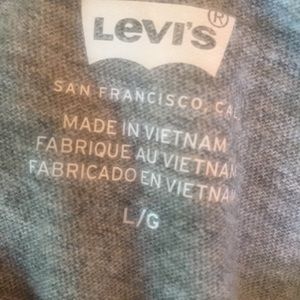 LEVI'S®
SAN FRANCISCO, CAL
MADE IN VIETNAM
FABRIQUE AU VIETNAM
FABRICADO EN VIETNAM
L/G